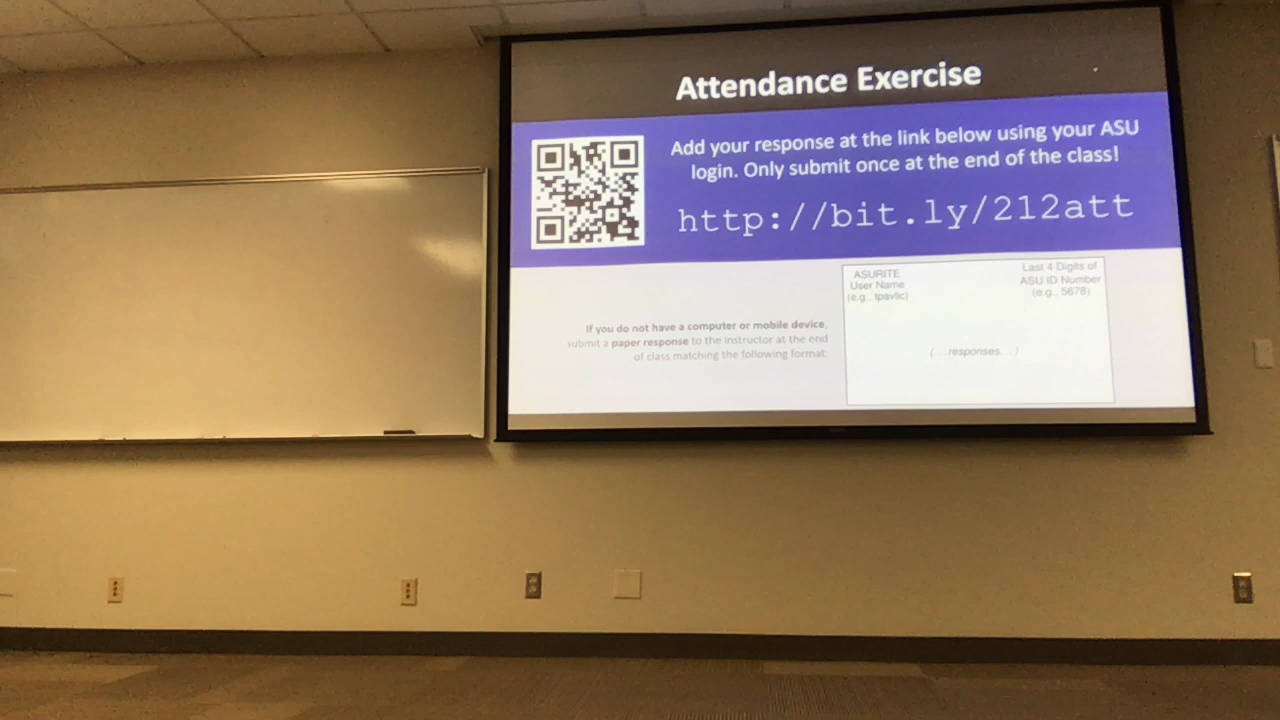 Attendance Exercise
Add your response at the link below using your ASU
login. Only submit once at the end of the class!
http://bit.ly/212att
If you do not have a computer or mobile device,
submit a paper response to the instructor at the end
of class matching the following format:
ASURITE
User Name
(e.g., tpavlic)
Last 4 Digits of
ASU ID Number
(e.g., 5678)
(...responses...)